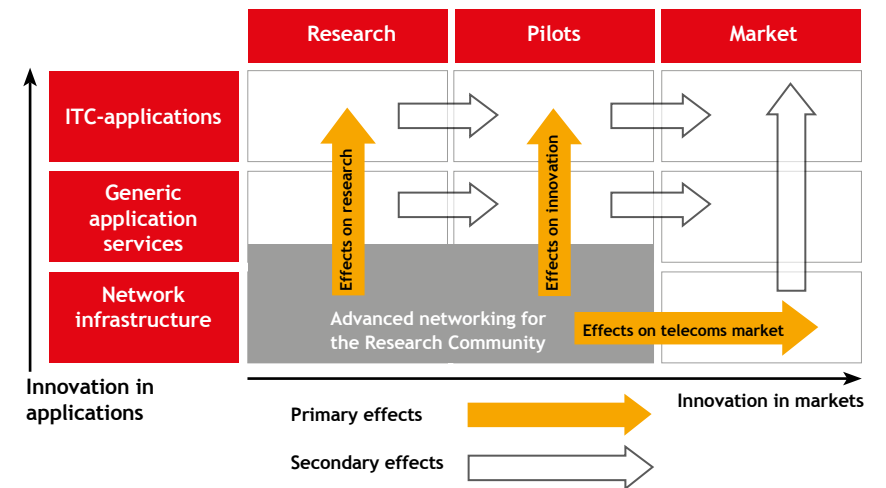 Research
Pilots
Market
ITC-applications
Generic
application
services
Network
infrastructure
Effects on research
Effects on innovation
Advanced networking for
the Research Community
Effects on telecoms market
Innovation in
applications
Innovation in markets
Primary effects
Secondary effects